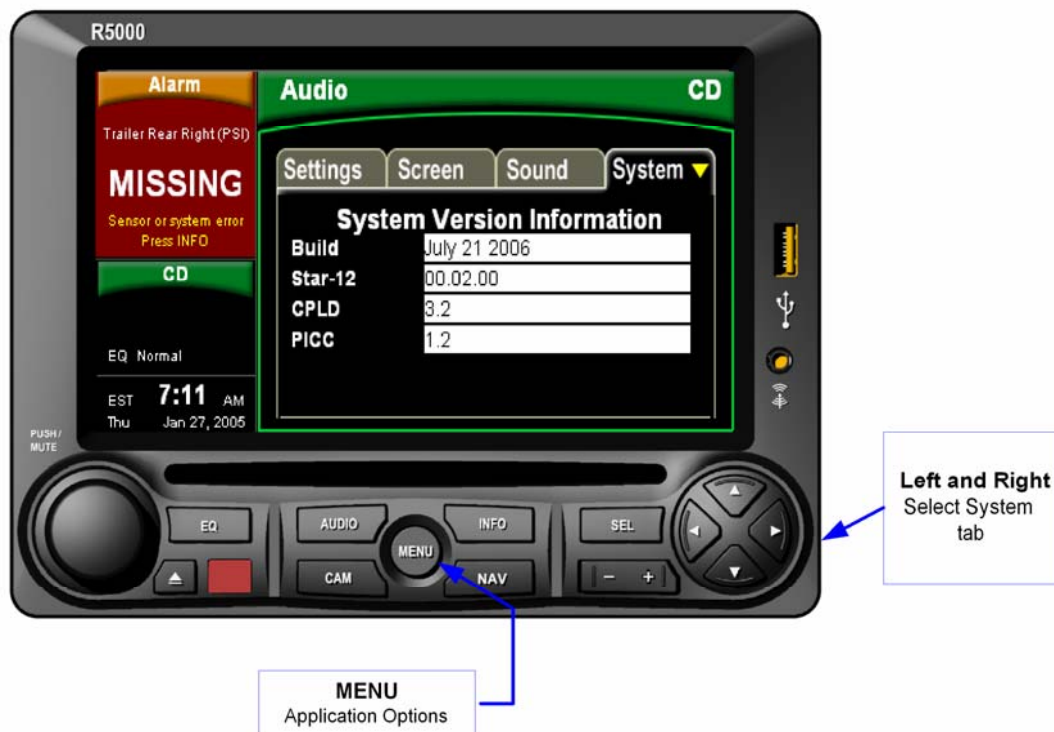 R5000
Alarm
Trailer Rear Right (PSI)
MISSING
Sensor or system error
Press INFO
CD
EQ Normal
EST 7:11 AM
Thu Jan 27, 2005
Audio CD
Settings Screen Sound System
System Version Information
Build July 21 2006
Star-12 00.02.00
CPLD 3.2
PICC 1.2
PUSH/
MUTE
EQ
AUDIO
INFO
MENU
CAM
NAV
SEL
- +
Left and Right
Select System
tab
MENU
Application Options